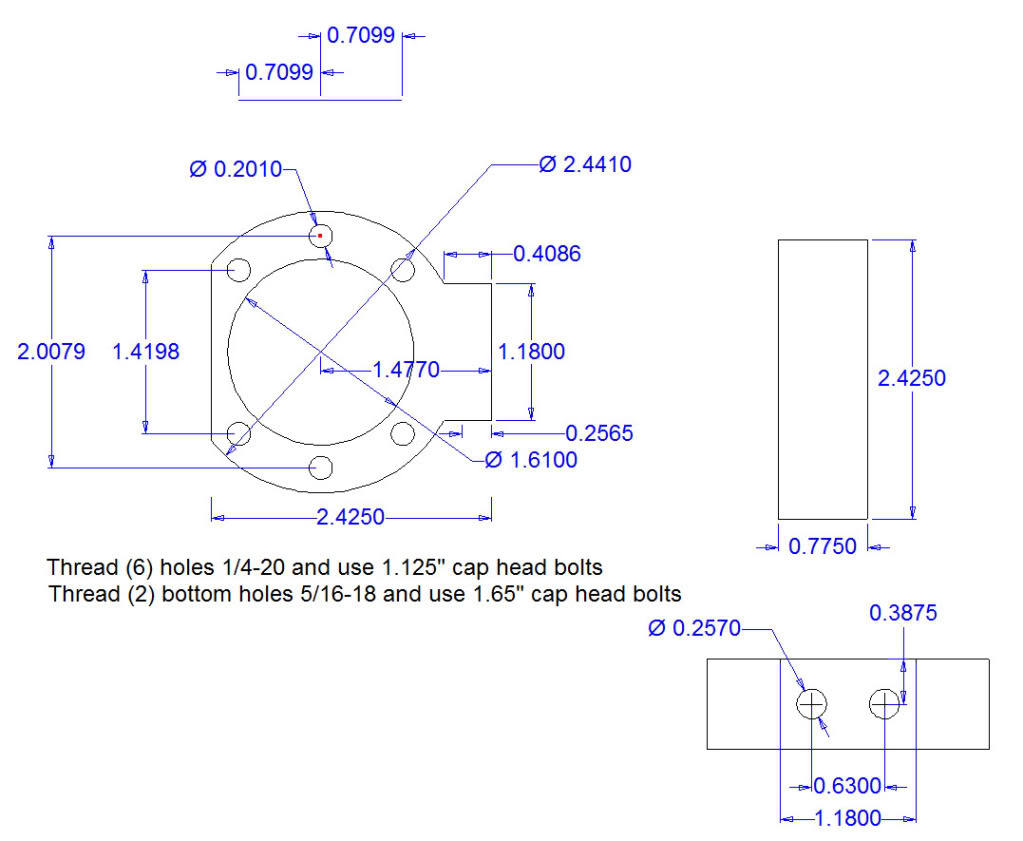 0.7099
0.7099
Ø 0.2010
Ø 2.4410
0.4086
2.0079
1.4198
1.1800
1.4770
2.4250
0.2565
Ø 1.6100
2.4250
0.7750
Thread (6) holes 1/4-20 and use 1.125" cap head bolts
Thread (2) bottom holes 5/16-18 and use 1.65" cap head bolts
0.3875
Ø 0.2570
0.6300
1.1800